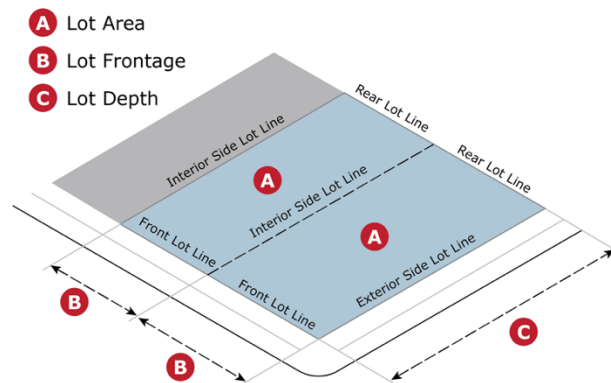 A Lot Area
B Lot Frontage
C Lot Depth
Rear Lot Line
Interior Side Lot Line
Rear Lot Line
A
Interior Side Lot Line
A
Front Lot Line
Exterior Side Lot Line
Front Lot Line
B
C
B